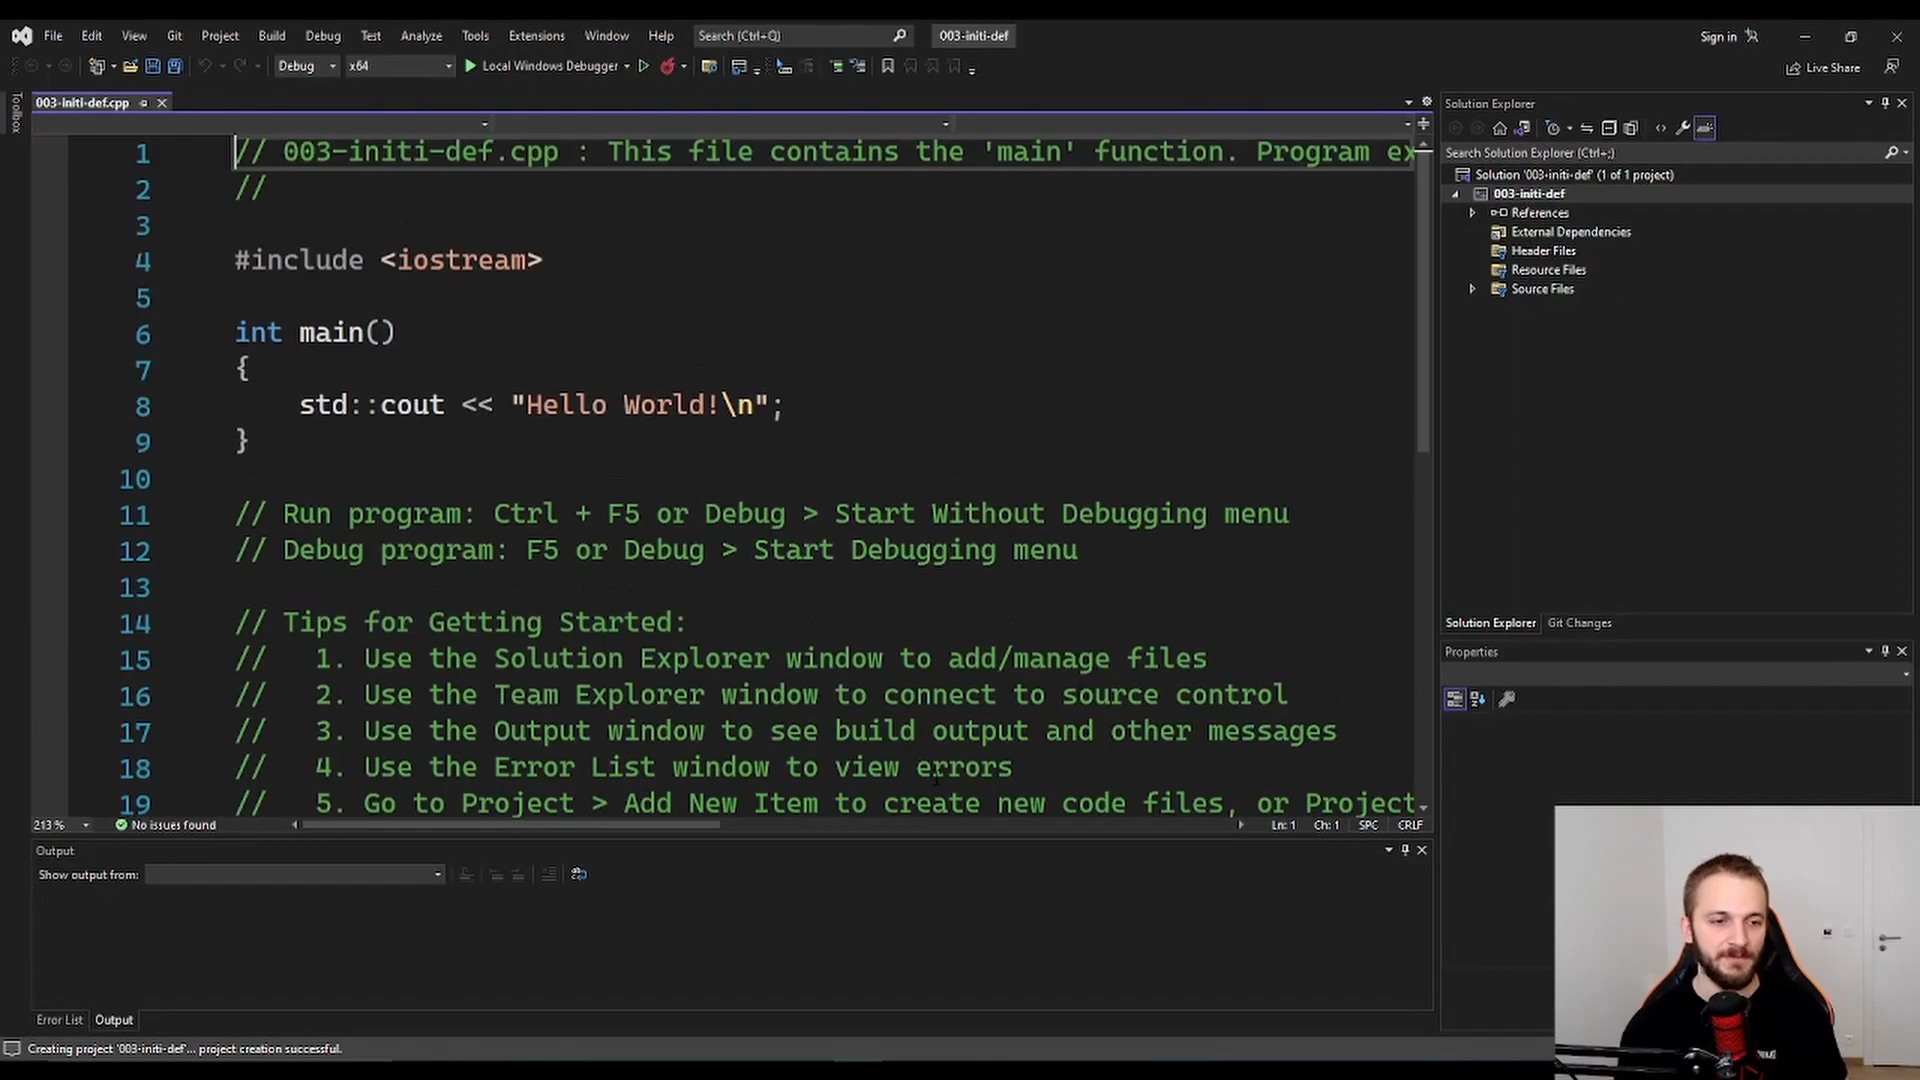 File Edit View Git Project Build Debug Test Analyze Tools Extensions Window Help Search (Ctrl+Q) 003-initi-def Sign in
Debug x64 Local Windows Debugger Live Share
Toolbox
003-initi-def.cpp
1 // 003-initi-def.cpp : This file contains the 'main' function. Program ex
2 //
3
4 #include <iostream>
5
6 int main()
7 {
8 std::cout << "Hello World!\n";
9 }
10
11 // Run program: Ctrl + F5 or Debug > Start Without Debugging menu
12 // Debug program: F5 or Debug > Start Debugging menu
13
14 // Tips for Getting Started:
15 // 1. Use the Solution Explorer window to add/manage files
16 // 2. Use the Team Explorer window to connect to source control
17 // 3. Use the Output window to see build output and other messages
18 // 4. Use the Error List window to view errors
19 // 5. Go to Project > Add New Item to create new code files, or Project
213 % No issues found Ln: 1 Ch: 1 SPC CRLF
Output
Show output from:
Error List Output
Creating project '003-initi-def'... project creation successful.
Solution Explorer
Search Solution Explorer (Ctrl+;)
Solution '003-initi-def' (1 of 1 project)
003-initi-def
References
External Dependencies
Header Files
Resource Files
Source Files
Solution Explorer Git Changes
Properties